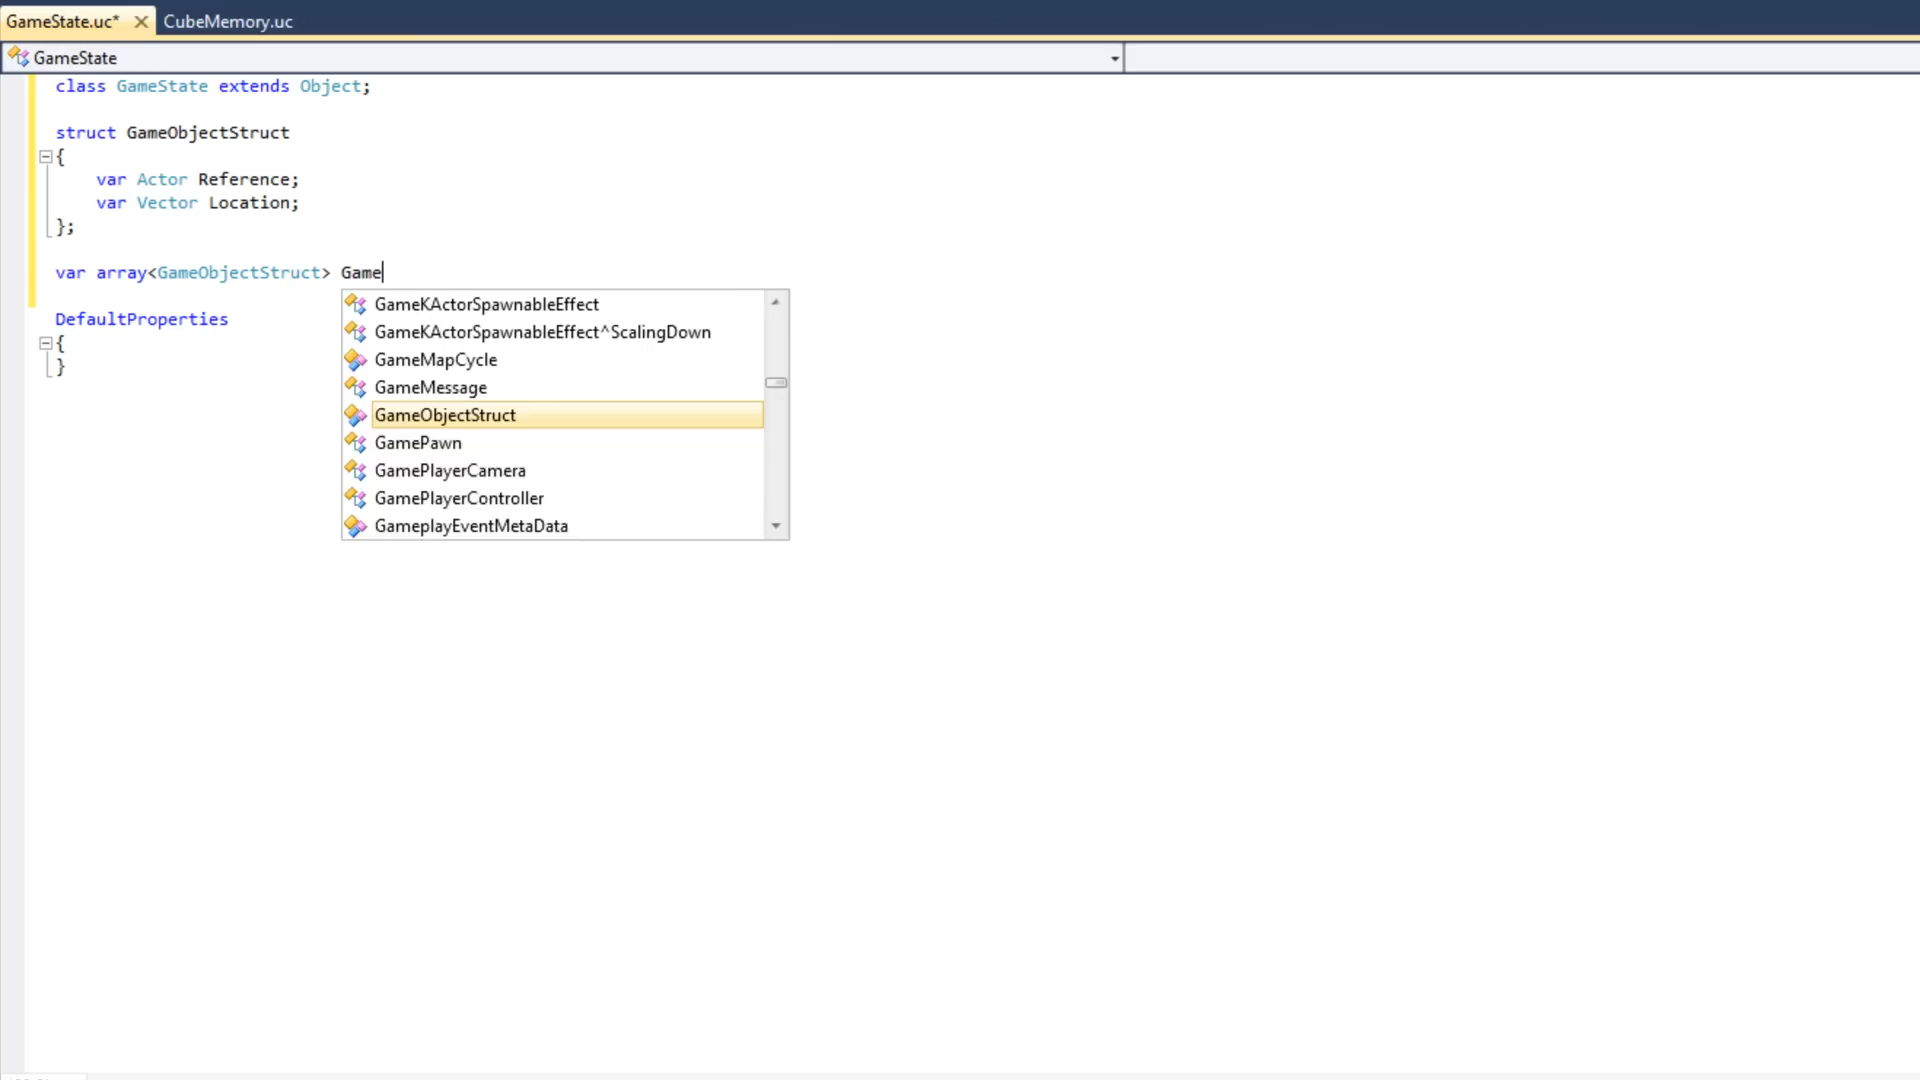 GameState.uc* CubeMemory.uc
GameState
class GameState extends Object;
struct GameObjectStruct
{
var Actor Reference;
var Vector Location;
};
var array<GameObjectStruct> Game
GameKActorSpawnableEffect
GameKActorSpawnableEffect^ScalingDown
GameMapCycle
GameMessage
GameObjectStruct
GamePawn
GamePlayerCamera
GamePlayerController
GameplayEventMetaData
DefaultProperties
{
}